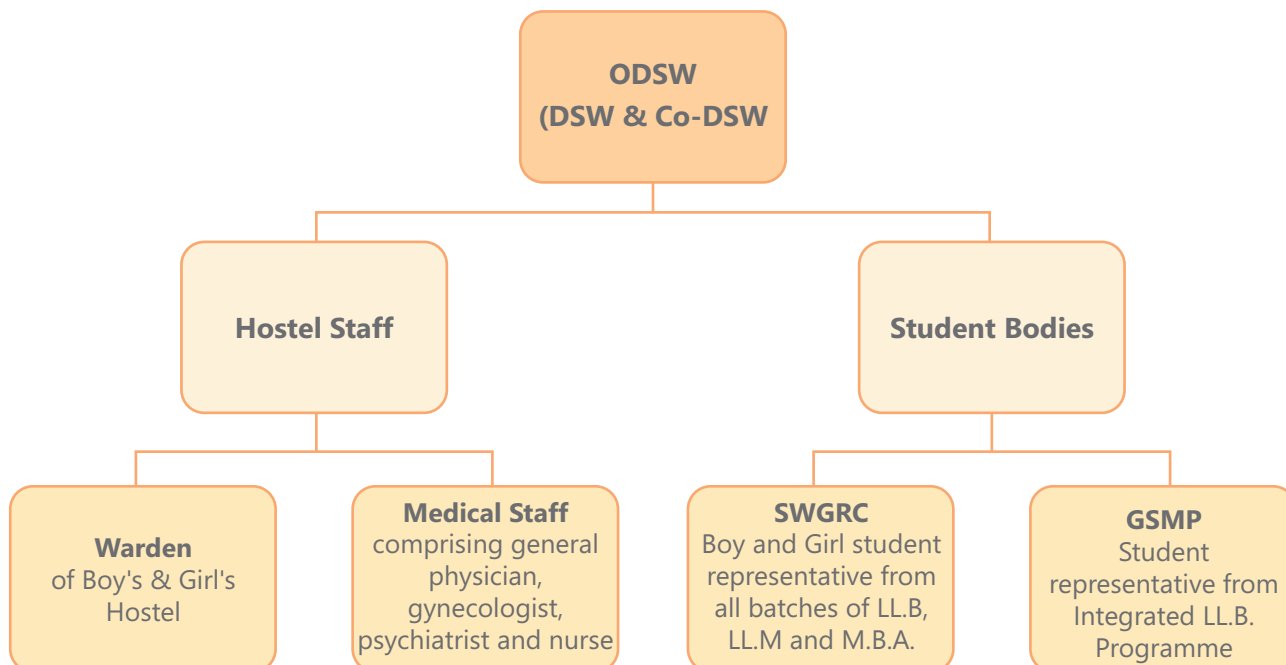 ODSW
(DSW & Co-DSW
Hostel Staff
Student Bodies
Warden
of Boy's & Girl's
Hostel
Medical Staff
comprising general
physician,
gynecologist,
psychiatrist and nurse
SWGRC
Boy and Girl student
representative from
all batches of LL.B,
LL.M and M.B.A.
GSMP
Student
representative from
Integrated LL.B.
Programme